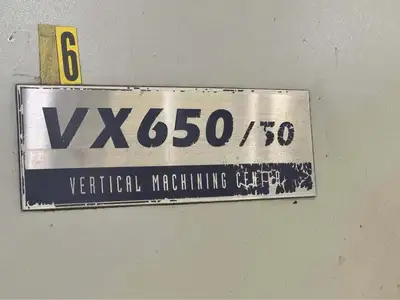 6
VX650/50
VERTICAL MACHINING CENTER